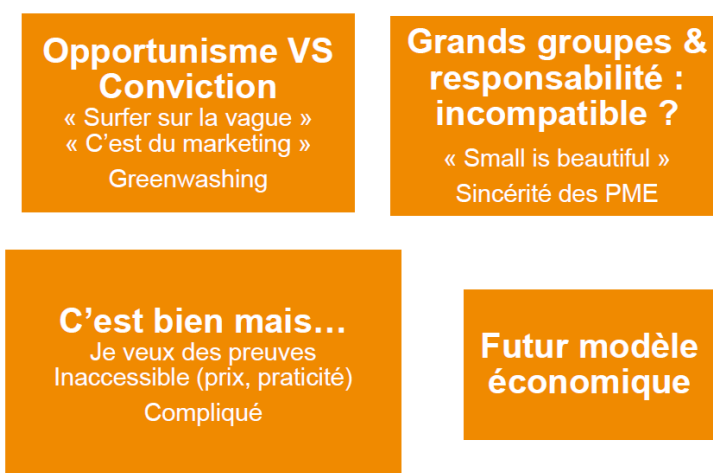 Opportunisme VS
Conviction
« Surfer sur la vague »
« C'est du marketing »
Greenwashing
Grands groupes &
responsabilité :
incompatible ?
« Small is beautiful »
Sincérité des PME
C'est bien mais…
Je veux des preuves
Inaccessible (prix, praticité)
Compliqué
Futur modèle
économique